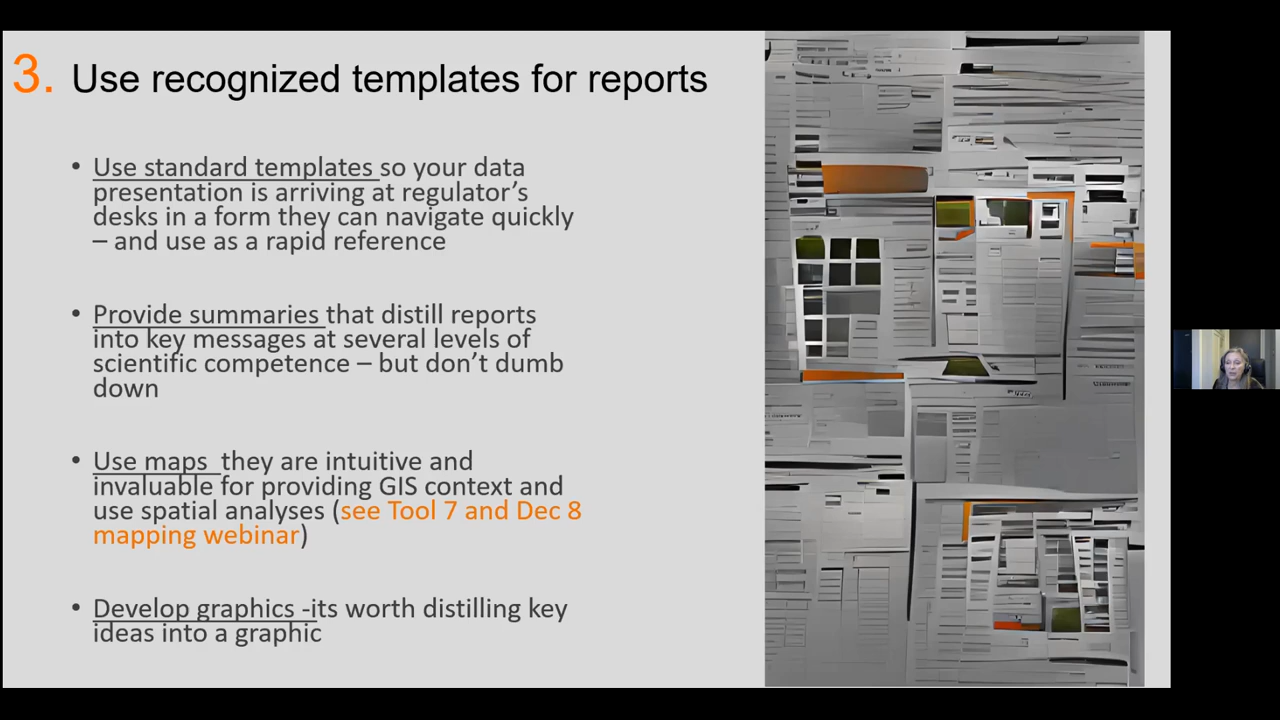 3. Use recognized templates for reports
• Use standard templates so your data
presentation is arriving at regulator’s
desks in a form they can navigate quickly
– and use as a rapid reference
• Provide summaries that distill reports
into key messages at several levels of
scientific competence – but don’t dumb
down
• Use maps they are intuitive and
invaluable for providing GIS context and
use spatial analyses (see Tool 7 and Dec 8
mapping webinar)
• Develop graphics -its worth distilling key
ideas into a graphic